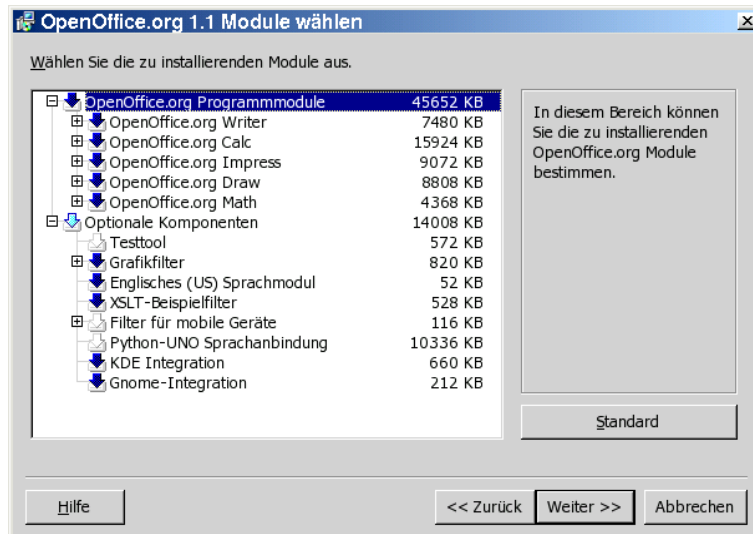 OpenOffice.org 1.1 Module wählen
Wählen Sie die zu installierenden Module aus.
OpenOffice.org Programmmodule 45652 KB
OpenOffice.org Writer 7480 KB
OpenOffice.org Calc 15924 KB
OpenOffice.org Impress 9072 KB
OpenOffice.org Draw 8808 KB
OpenOffice.org Math 4368 KB
Optionale Komponenten 14008 KB
Testtool 572 KB
Grafikfilter 820 KB
Englisches (US) Sprachmodul 52 KB
XSLT-Beispielfilter 528 KB
Filter für mobile Geräte 116 KB
Python-UNO Sprachanbindung 10336 KB
KDE Integration 660 KB
Gnome-Integration 212 KB
In diesem Bereich können
Sie die zu installierenden
OpenOffice.org Module
bestimmen.
Standard
Hilfe
<< Zurück
Weiter >>
Abbrechen